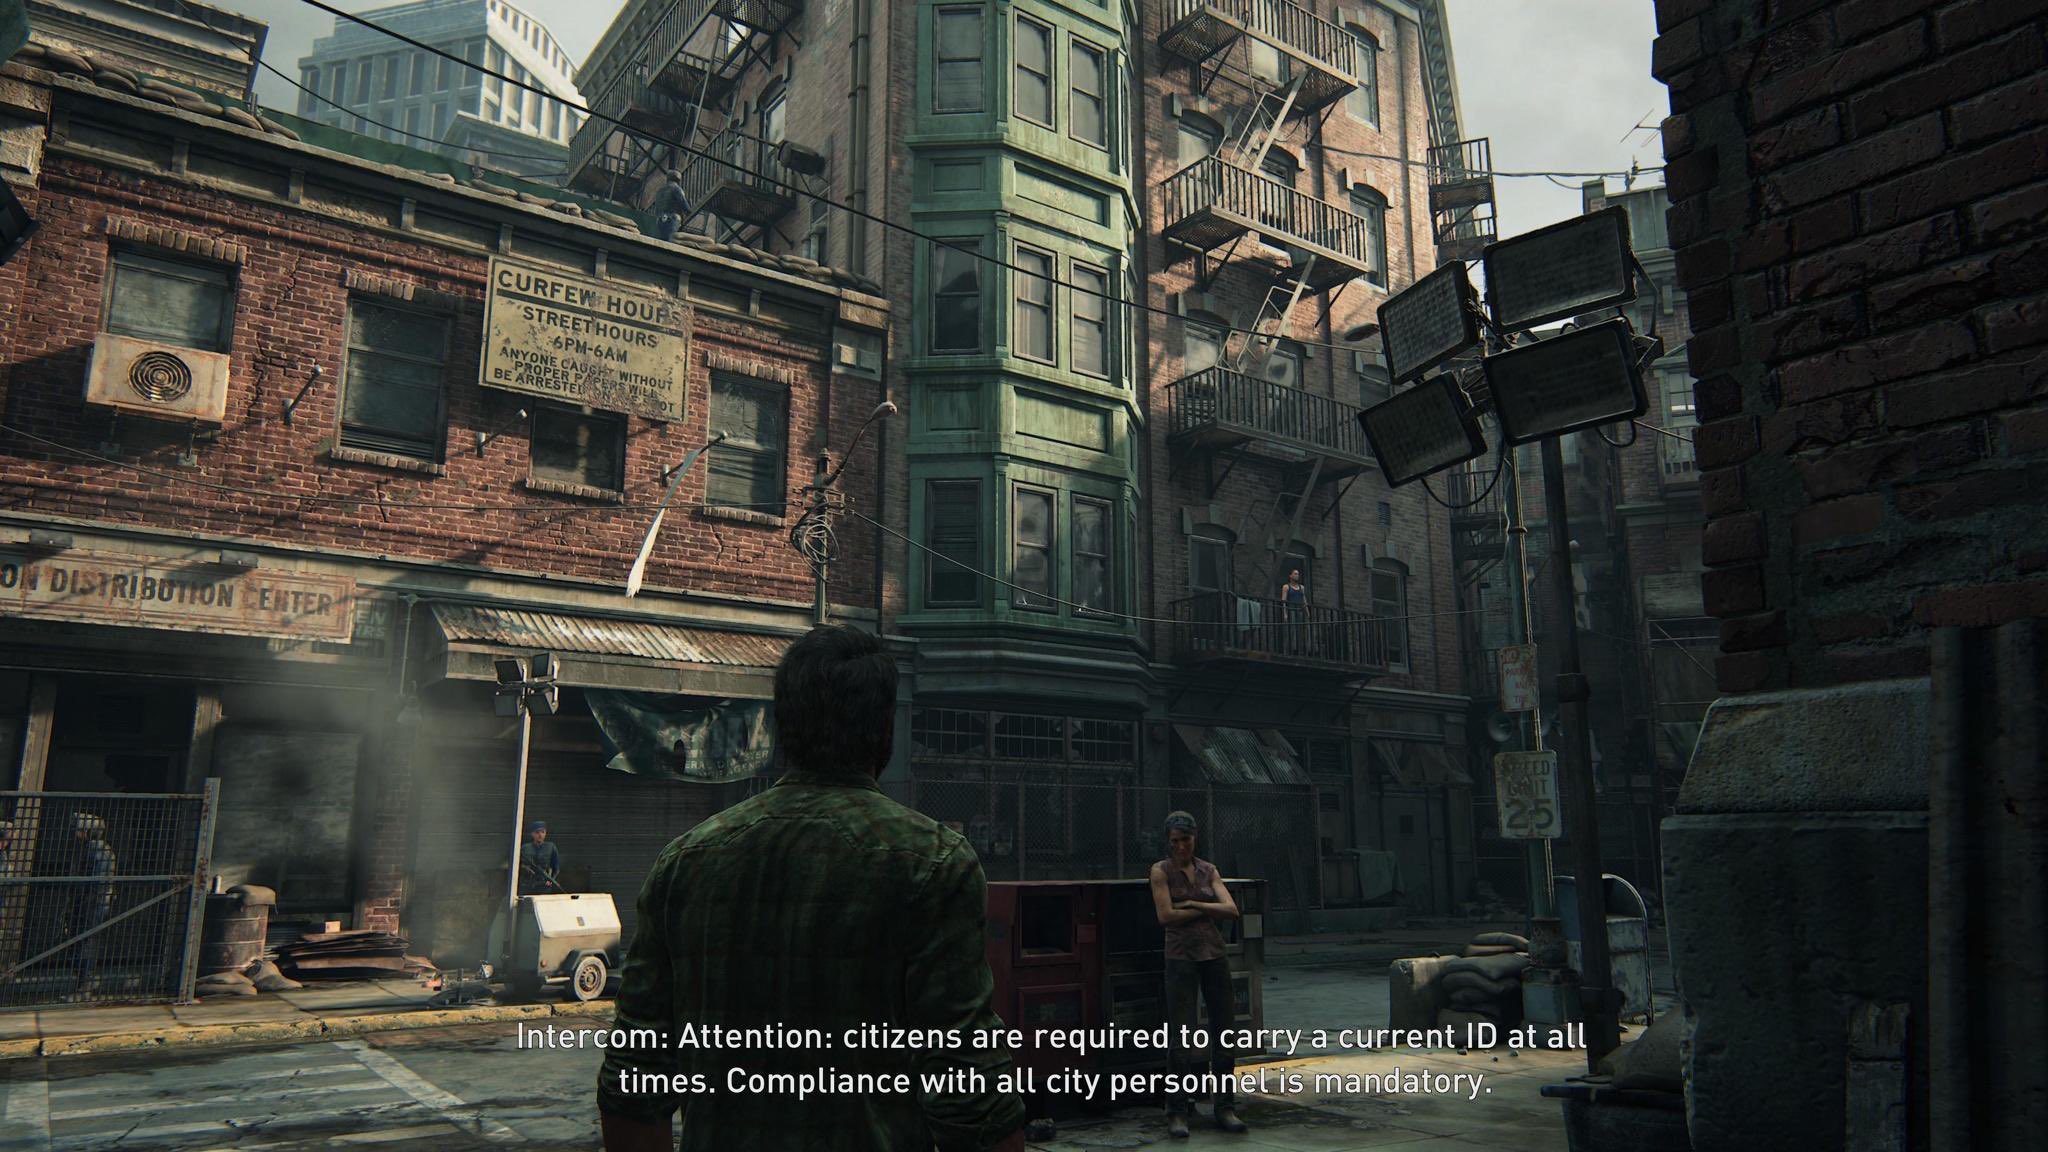 CURFEW HOURS
STREET HOURS
6PM-6AM
ANYONE CAUGHT WITHOUT
PROPER PAPERS WILL
BE ARRESTED
ON DISTRIBUTION CENTER
SPEED
LIMIT
25
Intercom: Attention: citizens are required to carry a current ID at all
times. Compliance with all city personnel is mandatory.